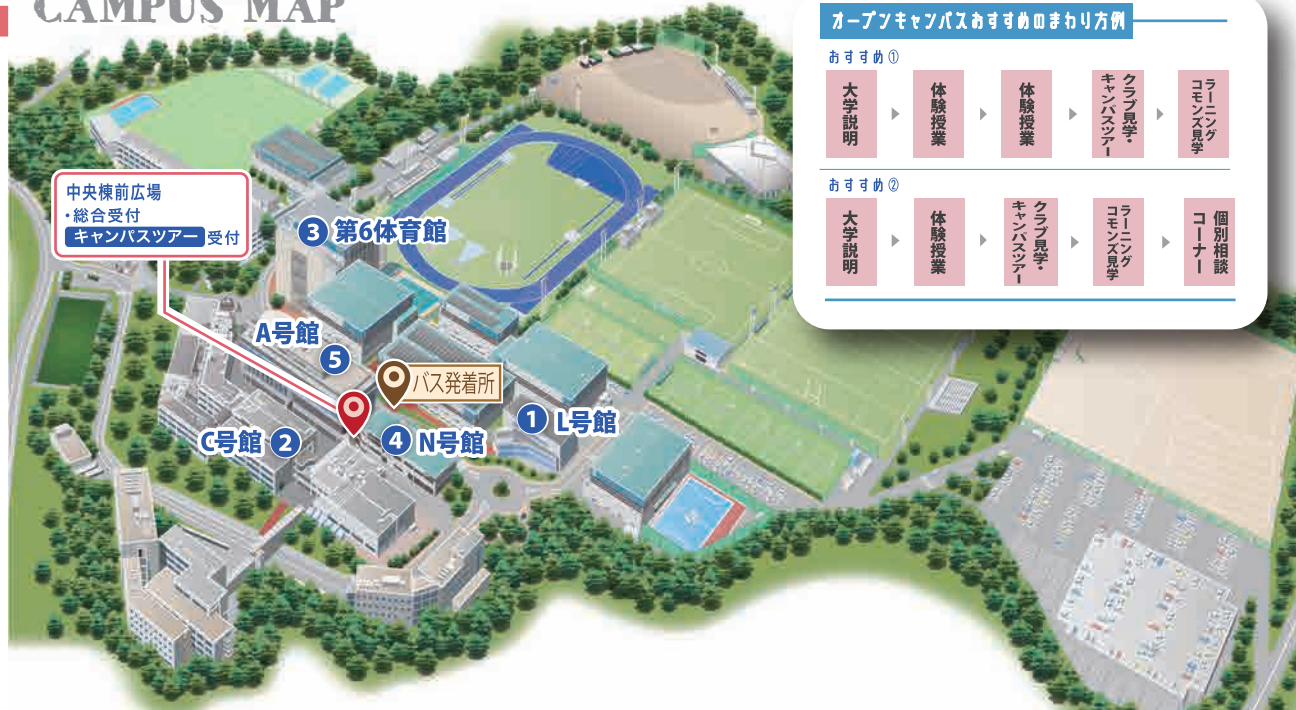 CAMPUS MAP
オープンキャンパスおすすめのまわり方例
おすすめ①
大学説明
体験授業
体験授業
クラブ見学・
キャンパスツアー
ラーニング
コモンズ見学
おすすめ②
大学説明
体験授業
クラブ見学・
キャンパスツアー
ラーニング
コモンズ見学
個別相談
コーナー
中央棟前広場
・総合受付
キャンパスツアー 受付
3 第6体育館
A号館
5
バス発着所
1 L号館
C号館 2
4 N号館